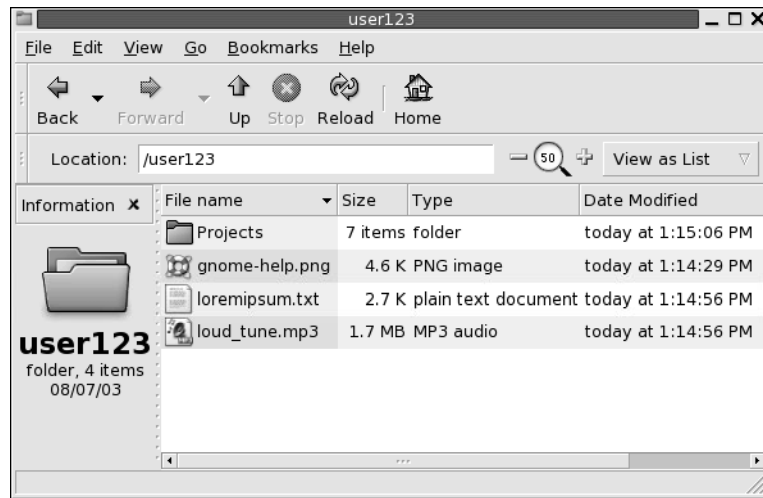 user123
File Edit View Go Bookmarks Help
Back Forward Up Stop Reload Home
Location: /user123 50 View as List
Information x File name Size Type Date Modified
Projects 7 items folder today at 1:15:06 PM
gnome-help.png 4.6 K PNG image today at 1:14:29 PM
loremipsum.txt 2.7 K plain text document today at 1:14:56 PM
loud_tune.mp3 1.7 MB MP3 audio today at 1:14:56 PM
user123
folder, 4 items
08/07/03